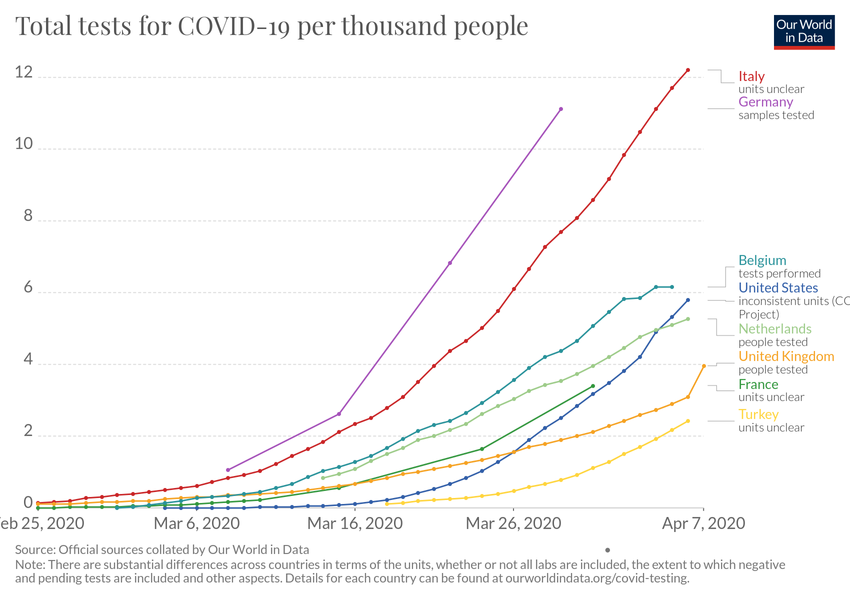 Total tests for COVID-19 per thousand people
Our World
in Data
12
10
8
6
4
2
0
Italy
units unclear
Germany
samples tested
Belgium
tests performed
United States
inconsistent units (CO
Project)
Netherlands
people tested
United Kingdom
people tested
France
units unclear
Turkey
units unclear
eb 25, 2020 Mar 6, 2020 Mar 16, 2020 Mar 26, 2020 Apr 7, 2020
Source: Official sources collated by Our World in Data •
Note: There are substantial differences across countries in terms of the units, whether or not all labs are included, the extent to which negative
and pending tests are included and other aspects. Details for each country can be found at ourworldindata.org/covid-testing.